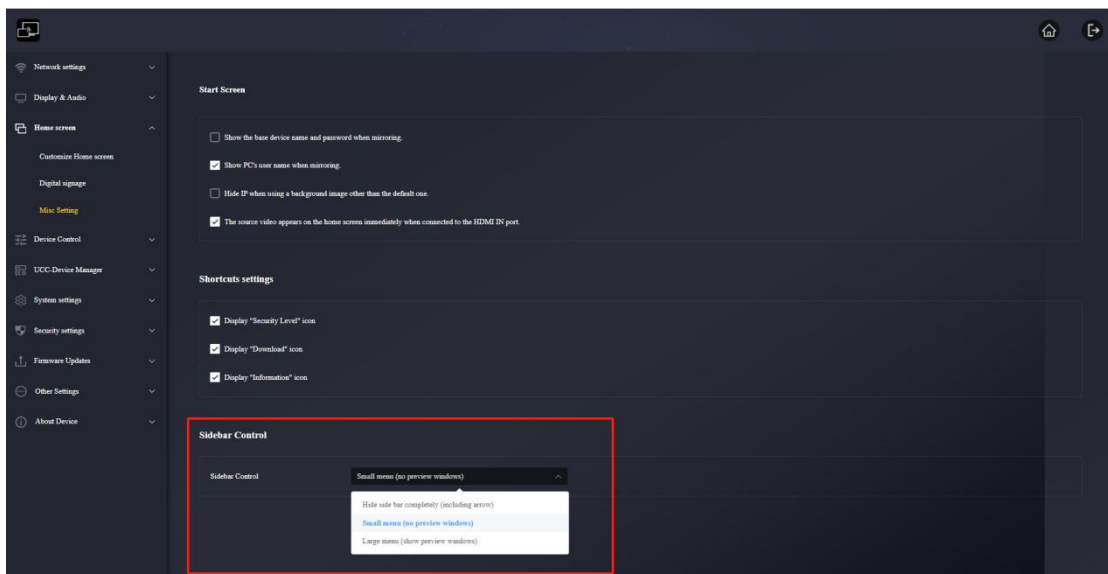 Network settings
Display & Audio
Home screen
Customize Home screen
Digital signage
Misc Setting
Device Control
UCC-Device Manager
System settings
Security settings
Firmware Updates
Other Settings
About Device
Start Screen
Show the base device name and password when mirroring.
Show PC's user name when mirroring.
Hide IP when using a background image other than the default one.
The source video appears on the home screen immediately when connected to the HDMI IN port.
Shortcuts settings
Display "Security Level" icon
Display "Download" icon
Display "Information" icon
Sidebar Control
Sidebar Control Small menu (no preview windows)
Hide side bar completely (including arrow)
Small menu (no preview windows)
Large menu (show preview windows)